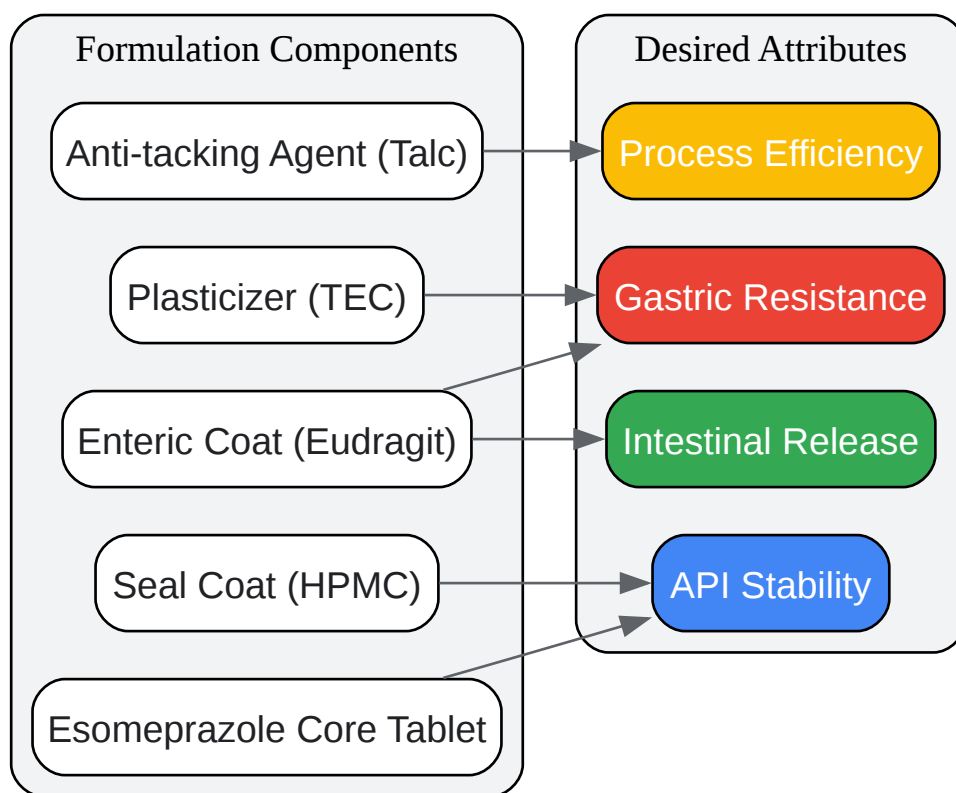 Formulation Components
Anti-tacking Agent (Talc)
Plasticizer (TEC)
Enteric Coat (Eudragit)
Seal Coat (HPMC)
Esomeprazole Core Tablet
Desired Attributes
Process Efficiency
Gastric Resistance
Intestinal Release
API Stability